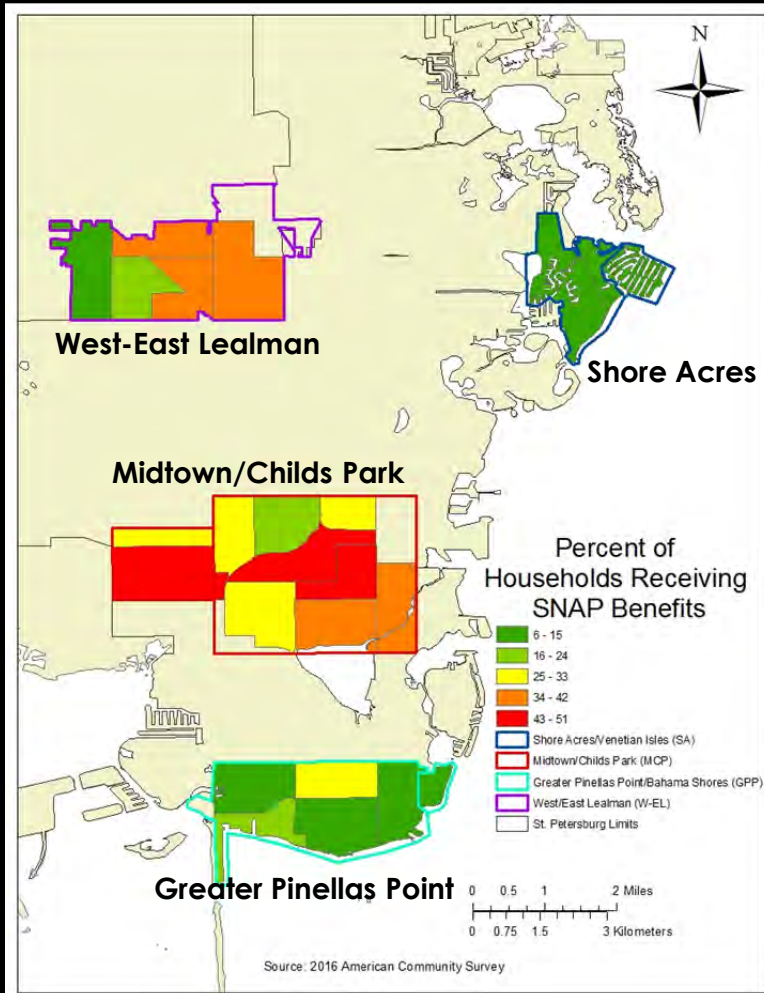 N
West-East Lealman
Shore Acres
Midtown/Childs Park
Percent of
Households Receiving
SNAP Benefits
6 - 15
16 - 24
25 - 33
34 - 42
43 - 51
Shore Acres/Venetian Isles (SA)
Midtown/Childs Park (MCP)
Greater Pinellas Point/Bahama Shores (GPP)
West/East Lealman (W-EL)
St. Petersburg Limits
Greater Pinellas Point
0 0.5 1 2 Miles
0 0.75 1.5 3 Kilometers
Source: 2016 American Community Survey